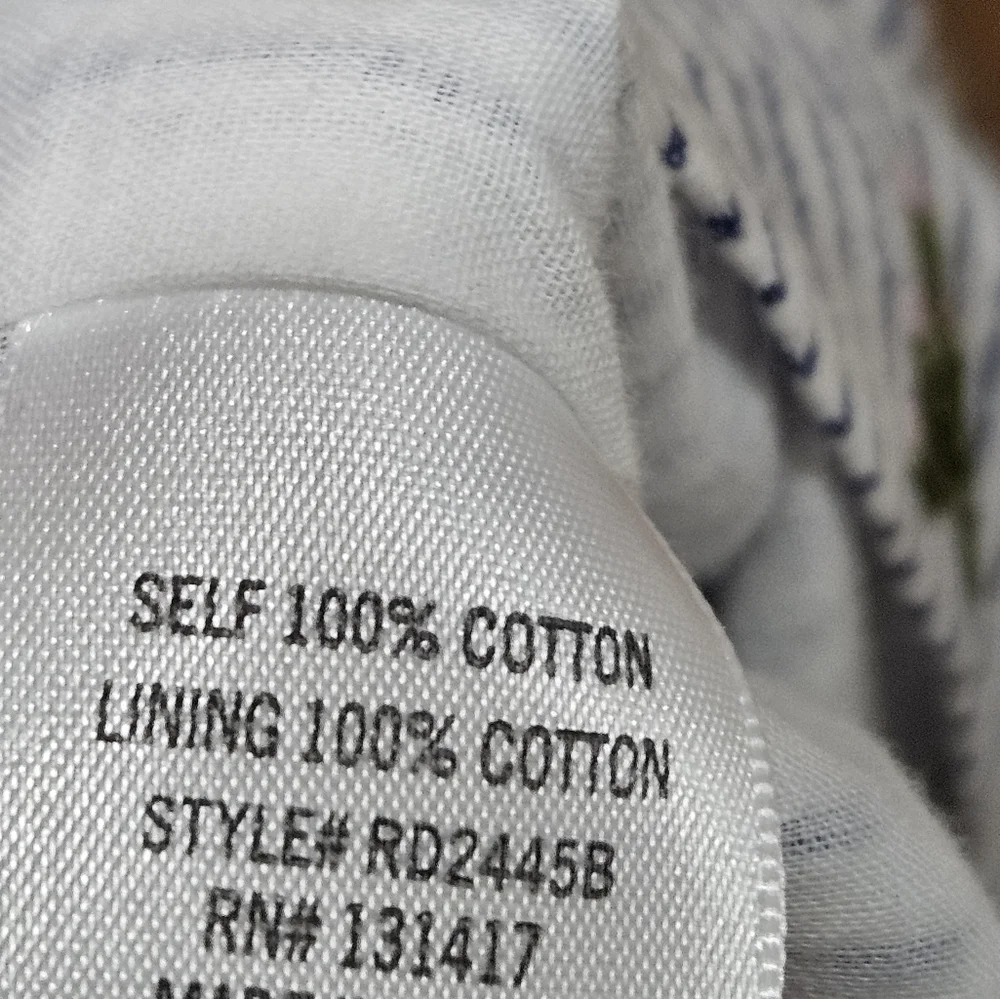 SELF 100% COTTON
LINING 100% COTTON
STYLE# RD2445B
RN# 131417